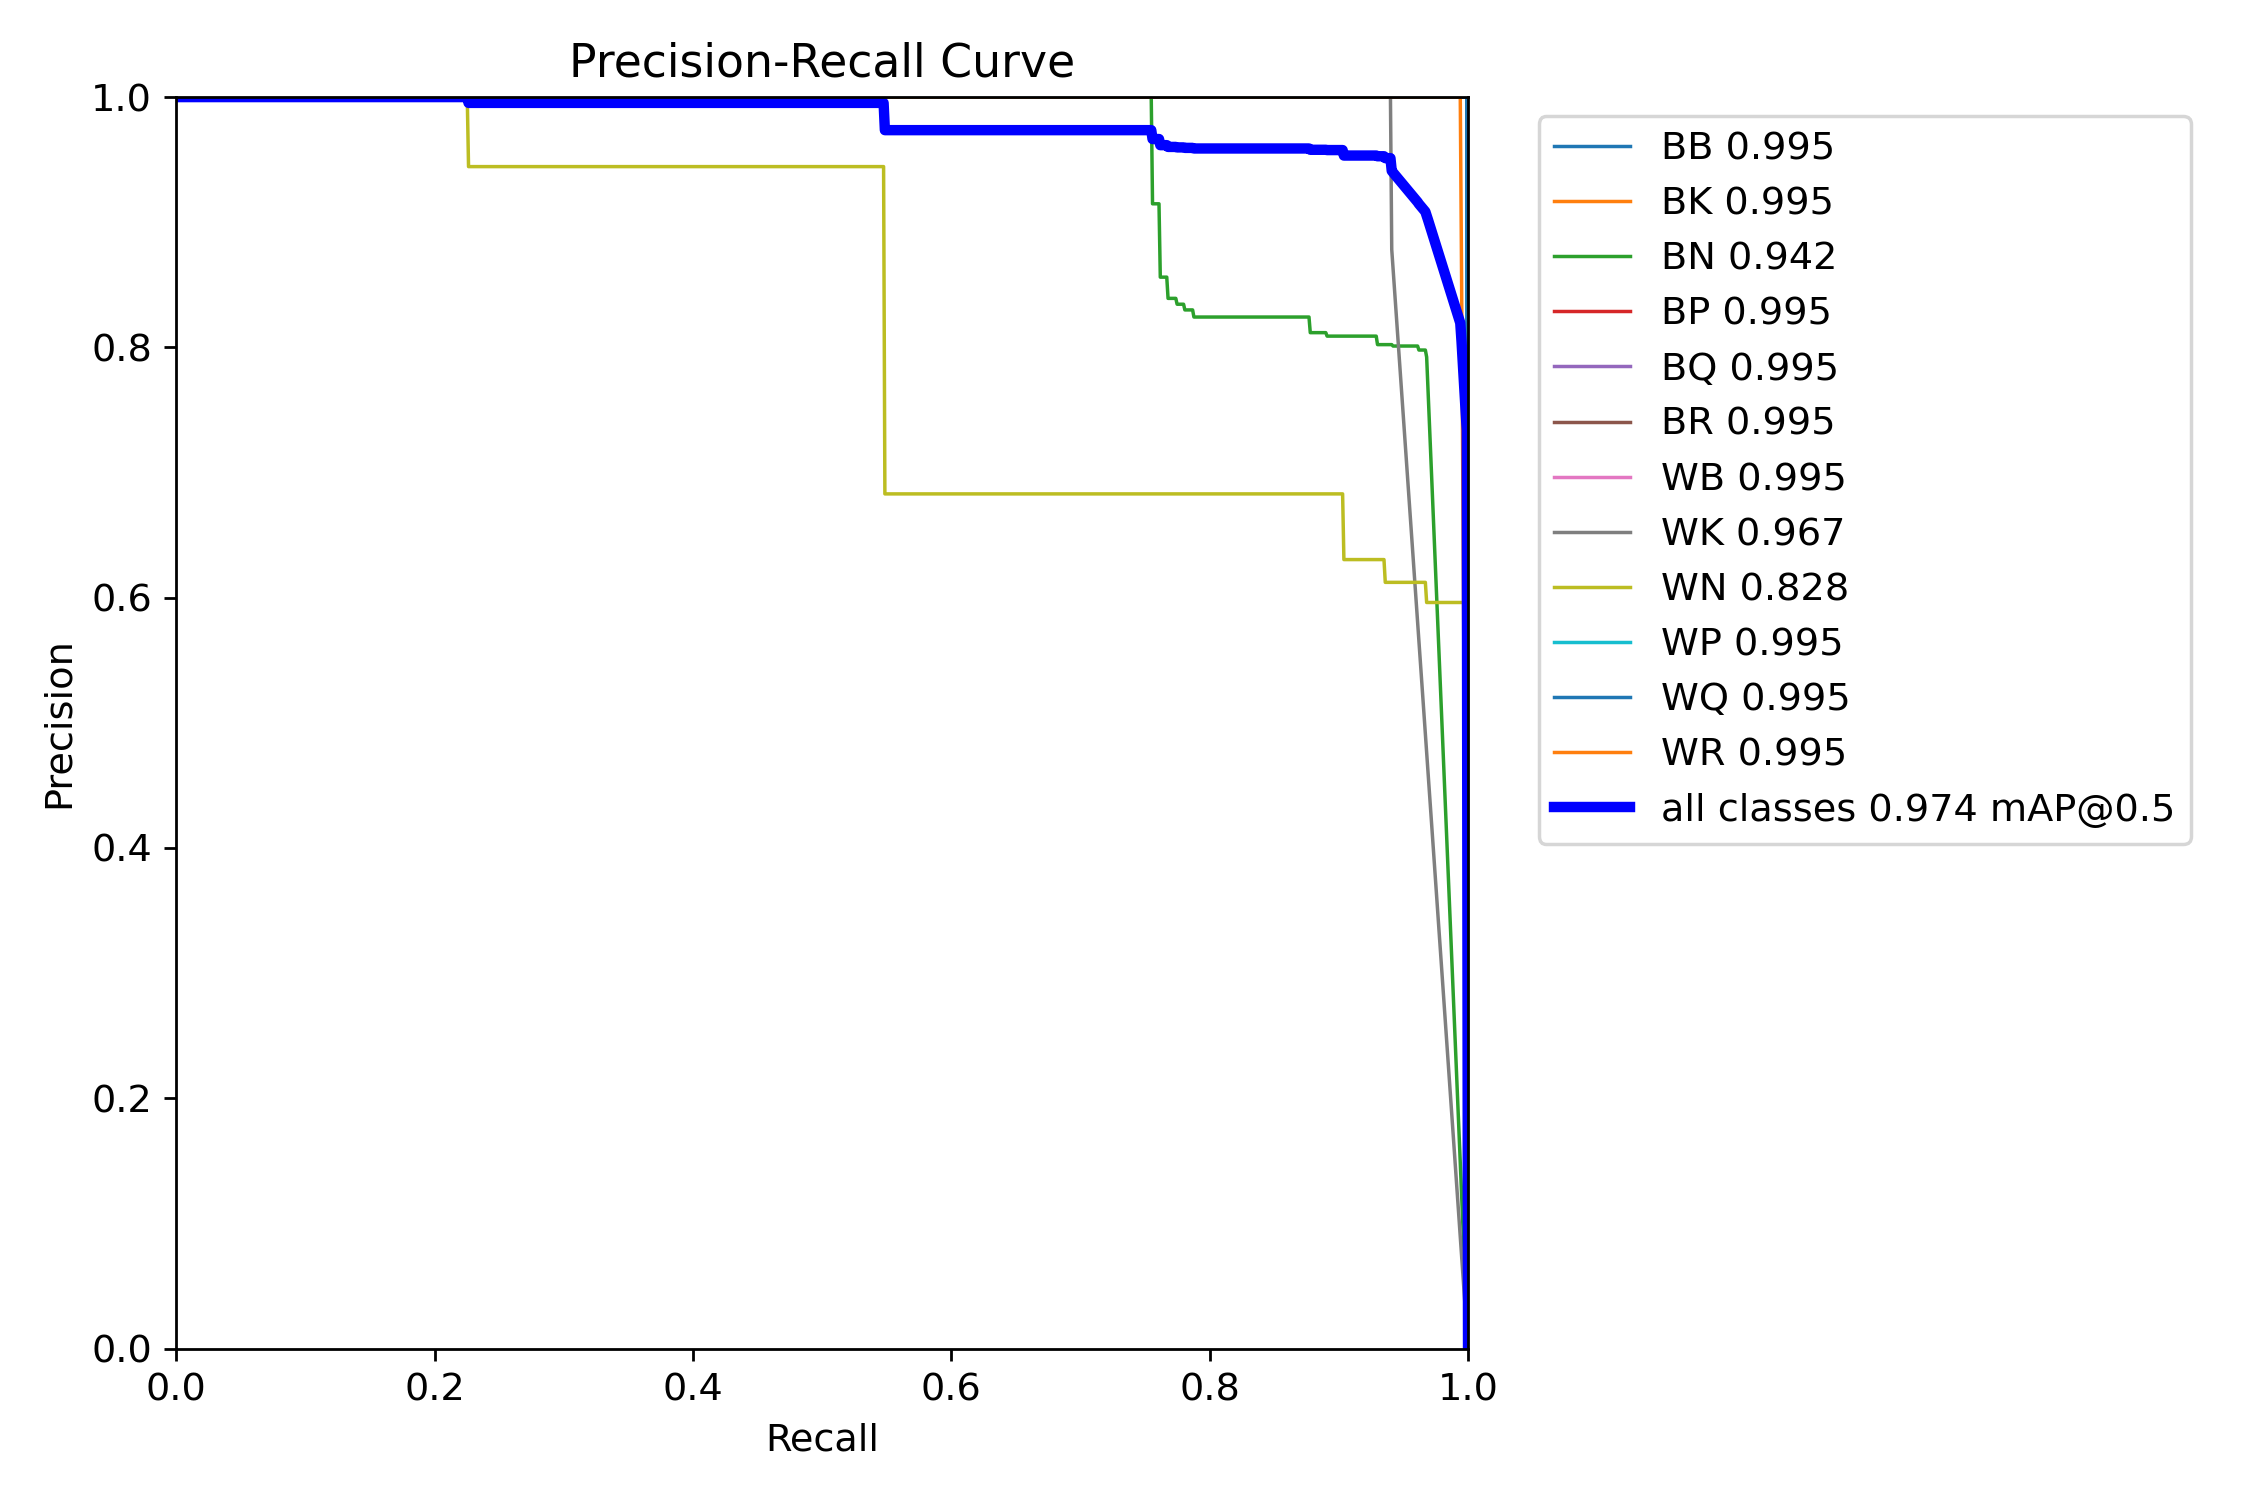 Precision-Recall Curve
1.0
0.8
0.6
0.4
0.2
0.0
Precision
0.0 0.2 0.4 0.6 0.8 1.0
Recall
BB 0.995
BK 0.995
BN 0.942
BP 0.995
BQ 0.995
BR 0.995
WB 0.995
WK 0.967
WN 0.828
WP 0.995
WQ 0.995
WR 0.995
all classes 0.974 mAP@0.5